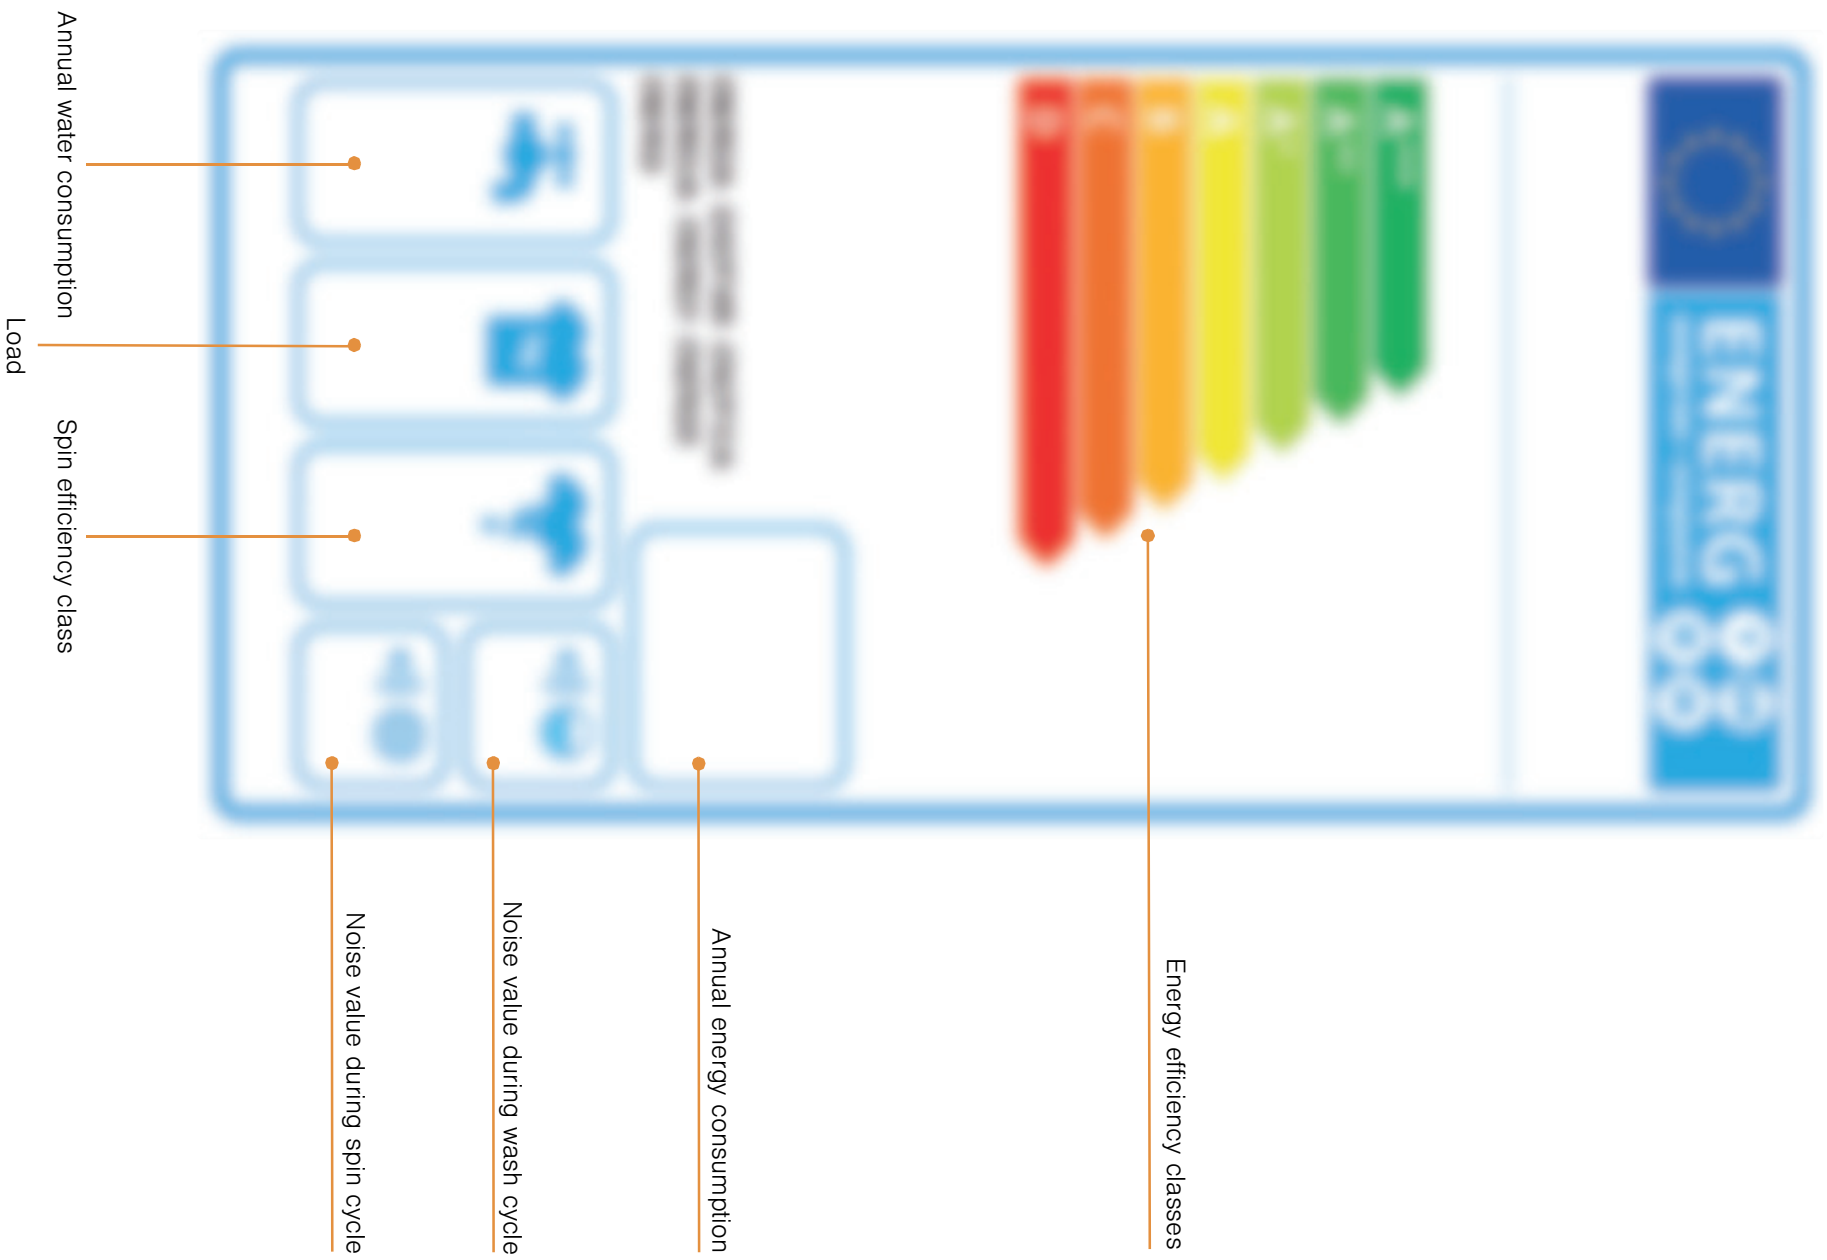 ENERG
A
A
A
A
B
C
D
Energy efficiency classes
Annual energy consumption
Noise value during wash cycle
Noise value during spin cycle
Annual water consumption
Load
Spin efficiency class